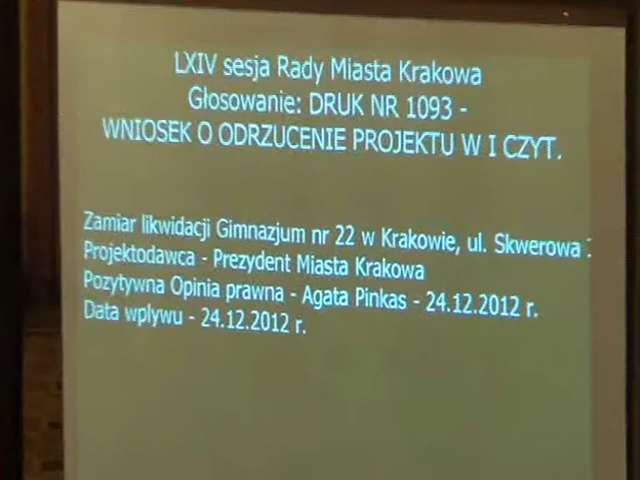 LXIV sesja Rady Miasta Krakowa
Głosowanie: DRUK NR 1093 -
WNIOSEK O ODRZUCENIE PROJEKTU W I CZYT.
Zamiar likwidacji Gimnazjum nr 22 w Krakowie, ul. Skwerowa
Projektodawca - Prezydent Miasta Krakowa
Pozytywna Opinia prawna - Agata Pinkas - 24.12.2012 r.
Data wpływu - 24.12.2012 r.